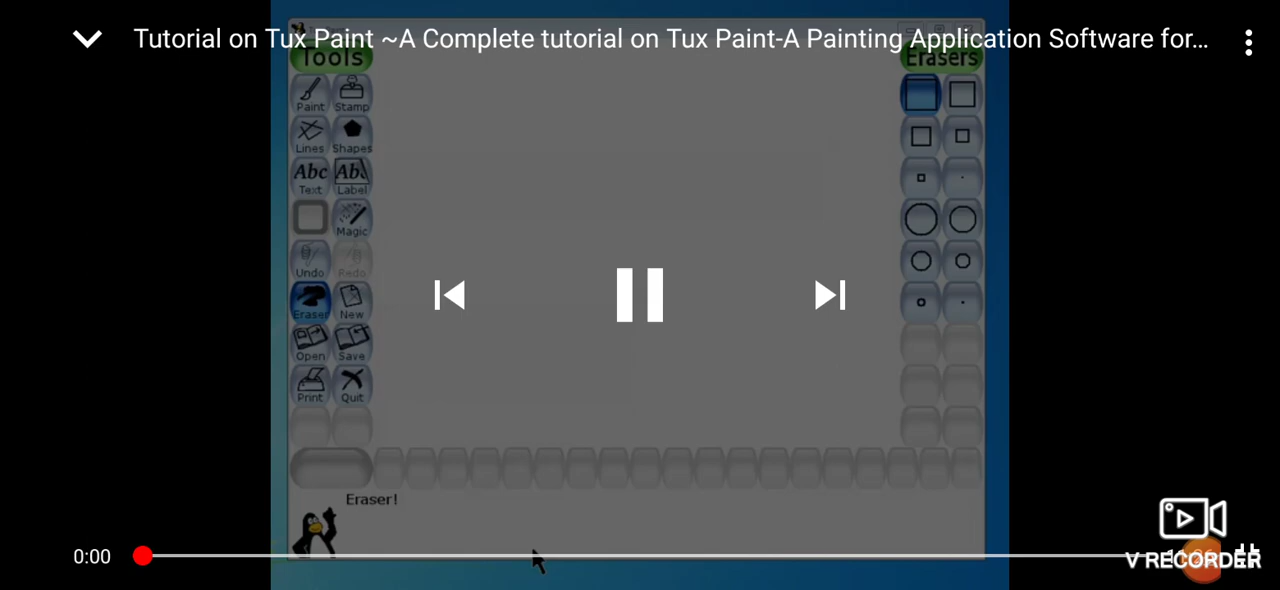 Tutorial on Tux Paint ~A Complete tutorial on Tux Paint-A Painting Application Software for...
Tools
Erasers
Paint Stamp
Lines Shapes
Abc Abc
Text Label
Magic
Undo Redo
Eraser New
Open Save
Print Quit
Eraser!
0:00
V RECORDER